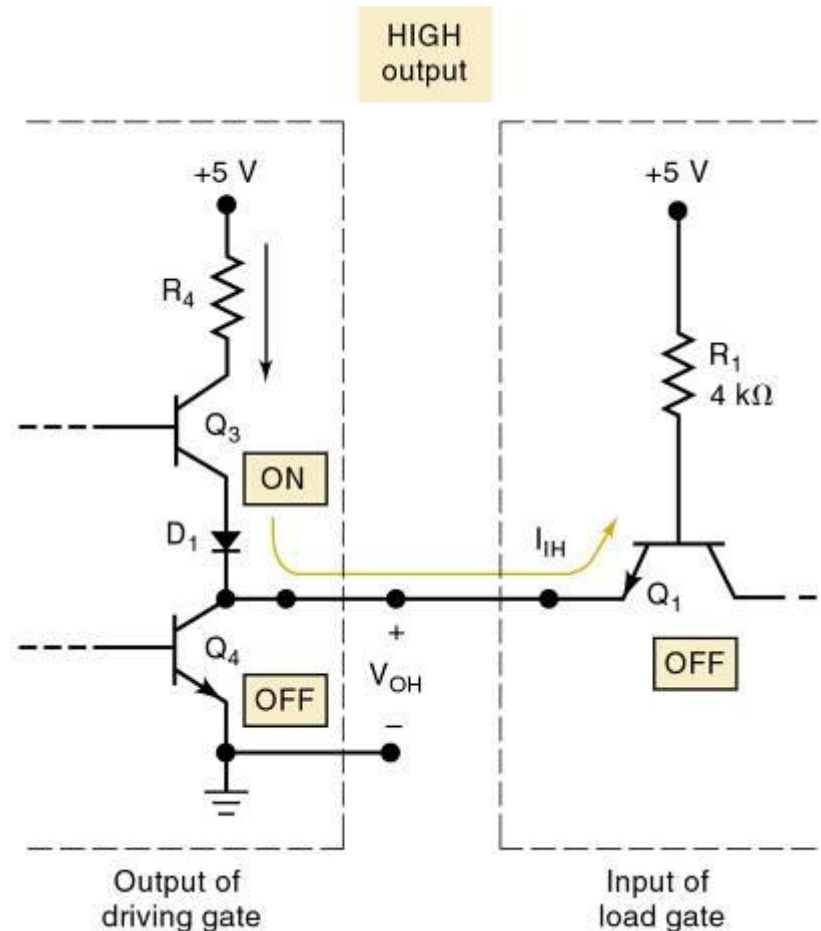 HIGH
output
+5 V
+5 V
R4
R1
4 kΩ
Q3
ON
D1
IIH
Q1
Q4
+
OFF
VOH
OFF
–
Output of
driving gate
Input of
load gate